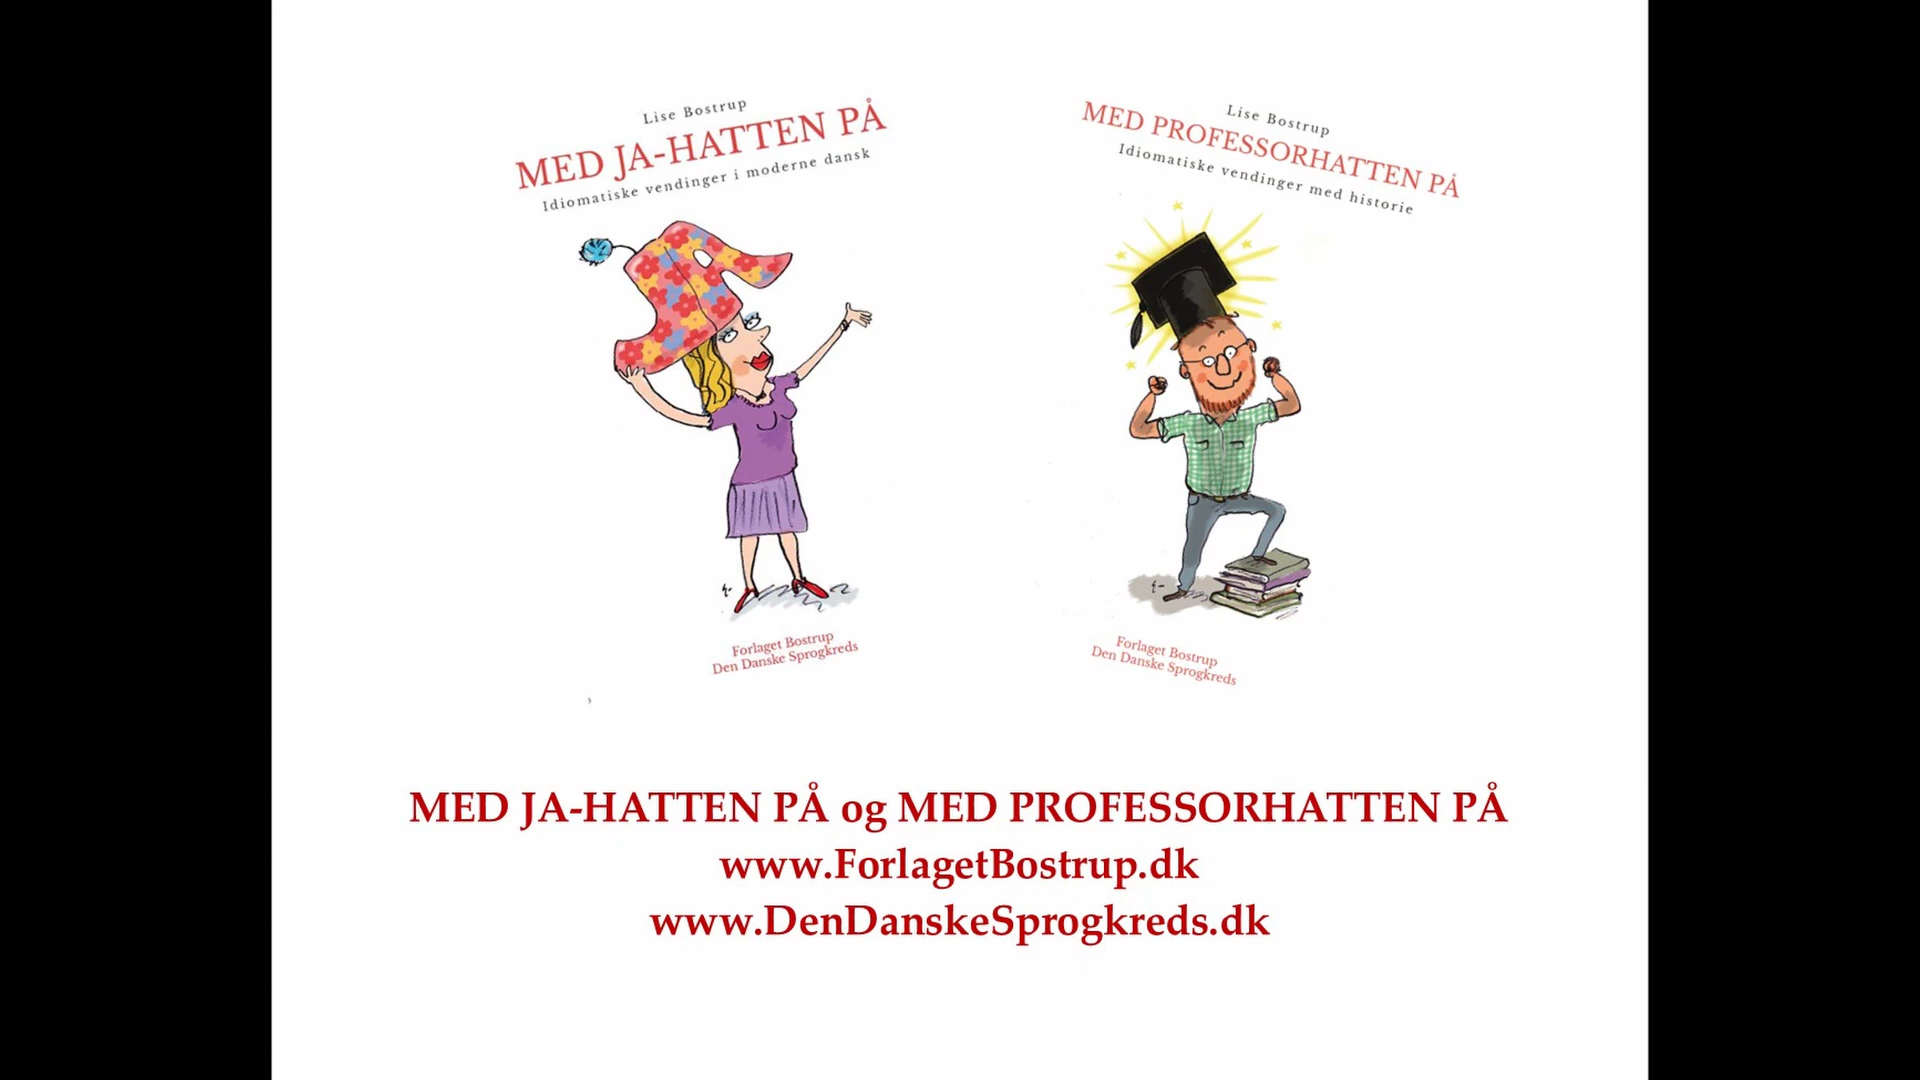 Lise Bostrup
MED JA-HATTEN PÅ
Idiomatiske vendinger i moderne dansk
Forlaget Bostrup
Den Danske Sprogkreds
Lise Bostrup
MED PROFESSORHATTEN PÅ
Idiomatiske vendinger med historie
Forlaget Bostrup
Den Danske Sprogkreds
MED JA-HATTEN PÅ og MED PROFESSORHATTEN PÅ
www.ForlagetBostrup.dk
www.DenDanskeSprogkreds.dk